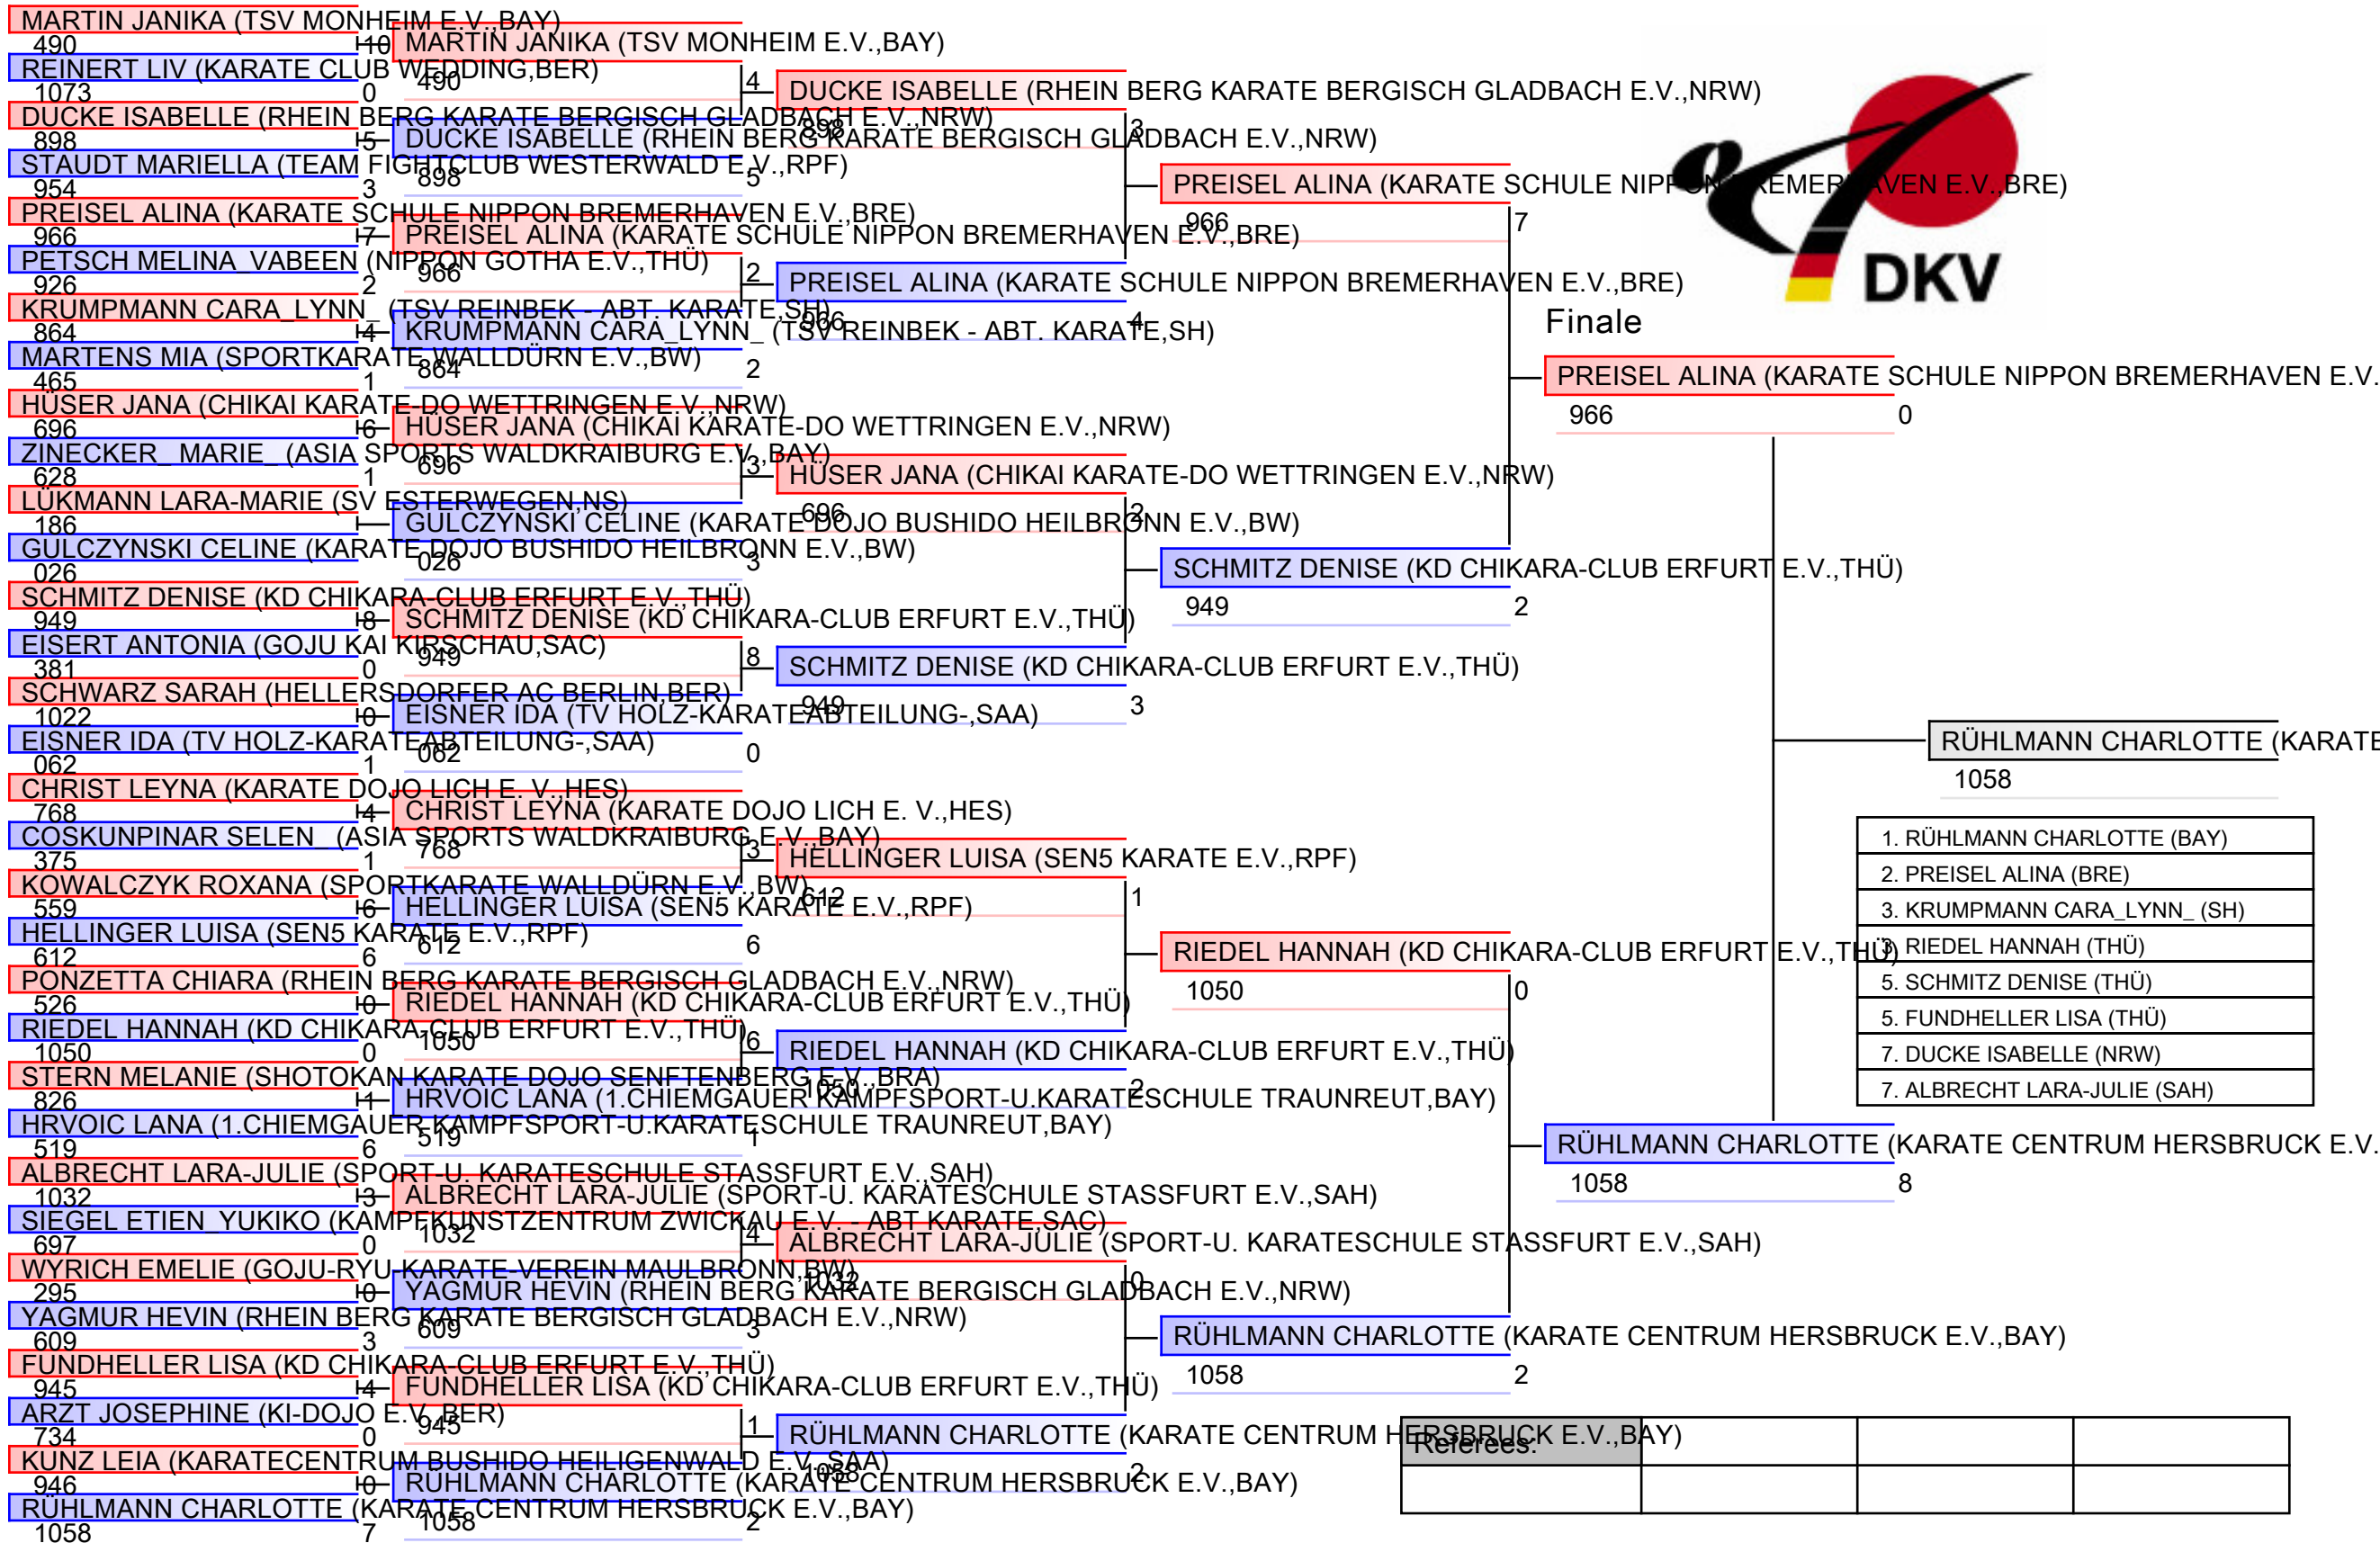 MARTIN JANIKA (TSV MONHEIM E.V.,BAY)
490 10
REINERT LIV (KARATE CLUB WEDDING,BER)
1073 0
DUCKE ISABELLE (RHEIN BERG KARATE BERGISCH GLADBACH E.V.,NRW)
898 5
STAUDT MARIELLA (TEAM FIGHTCLUB WESTERWALD E.V.,RPF)
954 3
PREISEL ALINA (KARATE SCHULE NIPPON BREMERHAVEN E.V.,BRE)
966 7
PETSCH MELINA_VABEEN (NIPPON GOTHA E.V.,THÜ)
926 2
KRUMPMANN CARA_LYNN_ (TSV REINBEK - ABT. KARATE,SH)
864 4
MARTENS MIA (SPORTKARATE WALLDÜRN E.V.,BW)
465 1
HÜSER JANA (CHIKAI KARATE-DO WETTRINGEN E.V.,NRW)
696 6
ZINECKER_ MARIE_ (ASIA SPORTS WALDKRAIBURG E.V.,BAY)
628 1
LÜKMANN LARA-MARIE (SV ESTERWEGEN,NS)
186
GULCZYNSKI CELINE (KARATE DOJO BUSHIDO HEILBRONN E.V.,BW)
026
SCHMITZ DENISE (KD CHIKARA-CLUB ERFURT E.V.,THÜ)
949 8
EISERT ANTONIA (GOJU KAI KIRSCHAU,SAC)
381 0
SCHWARZ SARAH (HELLERSDORFER AC BERLIN,BER)
1022 0
EISNER IDA (TV HOLZ-KARATEABTEILUNG-,SAA)
062 1
CHRIST LEYNA (KARATE DOJO LICH E. V.,HES)
768 4
COSKUNPINAR SELEN_ (ASIA SPORTS WALDKRAIBURG E.V.,BAY)
375 1
KOWALCZYK ROXANA (SPORTKARATE WALLDÜRN E.V.,BW)
559 6
HELLINGER LUISA (SEN5 KARATE E.V.,RPF)
612 6
PONZETTA CHIARA (RHEIN BERG KARATE BERGISCH GLADBACH E.V.,NRW)
526 0
RIEDEL HANNAH (KD CHIKARA-CLUB ERFURT E.V.,THÜ)
1050 0
STERN MELANIE (SHOTOKAN KARATE DOJO SENFTENBERG E.V.,BRA)
826 1
HRVOIC LANA (1.CHIEMGAUER KAMPFSPORT-U.KARATESCHULE TRAUNREUT,BAY)
519 6
ALBRECHT LARA-JULIE (SPORT-U. KARATESCHULE STASSFURT E.V.,SAH)
1032 3
SIEGEL ETIEN_YUKIKO (KAMPFKUNSTZENTRUM ZWICKAU E.V. - ABT KARATE,SAC)
697 0
WYRICH EMELIE (GOJU-RYU-KARATE-VEREIN MAULBRONN,BW)
295 0
YAGMUR HEVIN (RHEIN BERG KARATE BERGISCH GLADBACH E.V.,NRW)
609 3
FUNDHELLER LISA (KD CHIKARA-CLUB ERFURT E.V.,THÜ)
945 4
ARZT JOSEPHINE (KI-DOJO E.V.,BER)
734 0
KUNZ LEIA (KARATECENTRUM BUSHIDO HEILIGENWALD E.V.,SAA)
946 0
RÜHLMANN CHARLOTTE (KARATE CENTRUM HERSBRUCK E.V.,BAY)
1058 7
MARTIN JANIKA (TSV MONHEIM E.V.,BAY)
490 4
DUCKE ISABELLE (RHEIN BERG KARATE BERGISCH GLADBACH E.V.,NRW)
898 5
PREISEL ALINA (KARATE SCHULE NIPPON BREMERHAVEN E.V.,BRE)
966 2
KRUMPMANN CARA_LYNN_ (TSV REINBEK - ABT. KARATE,SH)
864 2
HÜSER JANA (CHIKAI KARATE-DO WETTRINGEN E.V.,NRW)
696 3
GULCZYNSKI CELINE (KARATE DOJO BUSHIDO HEILBRONN E.V.,BW)
026 3
SCHMITZ DENISE (KD CHIKARA-CLUB ERFURT E.V.,THÜ)
949 8
EISNER IDA (TV HOLZ-KARATEABTEILUNG-,SAA)
062 0
CHRIST LEYNA (KARATE DOJO LICH E. V.,HES)
768 3
HELLINGER LUISA (SEN5 KARATE E.V.,RPF)
612 6
RIEDEL HANNAH (KD CHIKARA-CLUB ERFURT E.V.,THÜ)
1050 6
HRVOIC LANA (1.CHIEMGAUER KAMPFSPORT-U.KARATESCHULE TRAUNREUT,BAY)
519 1
ALBRECHT LARA-JULIE (SPORT-U. KARATESCHULE STASSFURT E.V.,SAH)
1032 4
YAGMUR HEVIN (RHEIN BERG KARATE BERGISCH GLADBACH E.V.,NRW)
609 3
FUNDHELLER LISA (KD CHIKARA-CLUB ERFURT E.V.,THÜ)
945 1
RÜHLMANN CHARLOTTE (KARATE CENTRUM HERSBRUCK E.V.,BAY)
1058 2
DUCKE ISABELLE (RHEIN BERG KARATE BERGISCH GLADBACH E.V.,NRW)
898 3
PREISEL ALINA (KARATE SCHULE NIPPON BREMERHAVEN E.V.,BRE)
966 4
HÜSER JANA (CHIKAI KARATE-DO WETTRINGEN E.V.,NRW)
696 2
SCHMITZ DENISE (KD CHIKARA-CLUB ERFURT E.V.,THÜ)
949 3
HELLINGER LUISA (SEN5 KARATE E.V.,RPF)
612 1
RIEDEL HANNAH (KD CHIKARA-CLUB ERFURT E.V.,THÜ)
1050 2
ALBRECHT LARA-JULIE (SPORT-U. KARATESCHULE STASSFURT E.V.,SAH)
1032 0
RÜHLMANN CHARLOTTE (KARATE CENTRUM HERSBRUCK E.V.,BAY)
1058 2
PREISEL ALINA (KARATE SCHULE NIPPON BREMERHAVEN E.V.,BRE)
966 7
SCHMITZ DENISE (KD CHIKARA-CLUB ERFURT E.V.,THÜ)
949 2
RIEDEL HANNAH (KD CHIKARA-CLUB ERFURT E.V.,THÜ)
1050 0
RÜHLMANN CHARLOTTE (KARATE CENTRUM HERSBRUCK E.V.,BAY)
1058 2
DKV
Finale
PREISEL ALINA (KARATE SCHULE NIPPON BREMERHAVEN E.V.
966 0
RÜHLMANN CHARLOTTE (KARATE CENTRUM HERSBRUCK E.V.
1058 8
RÜHLMANN CHARLOTTE (KARATE
1058
1. RÜHLMANN CHARLOTTE (BAY)
2. PREISEL ALINA (BRE)
3. KRUMPMANN CARA_LYNN_ (SH)
3. RIEDEL HANNAH (THÜ)
5. SCHMITZ DENISE (THÜ)
5. FUNDHELLER LISA (THÜ)
7. DUCKE ISABELLE (NRW)
7. ALBRECHT LARA-JULIE (SAH)
Referees: